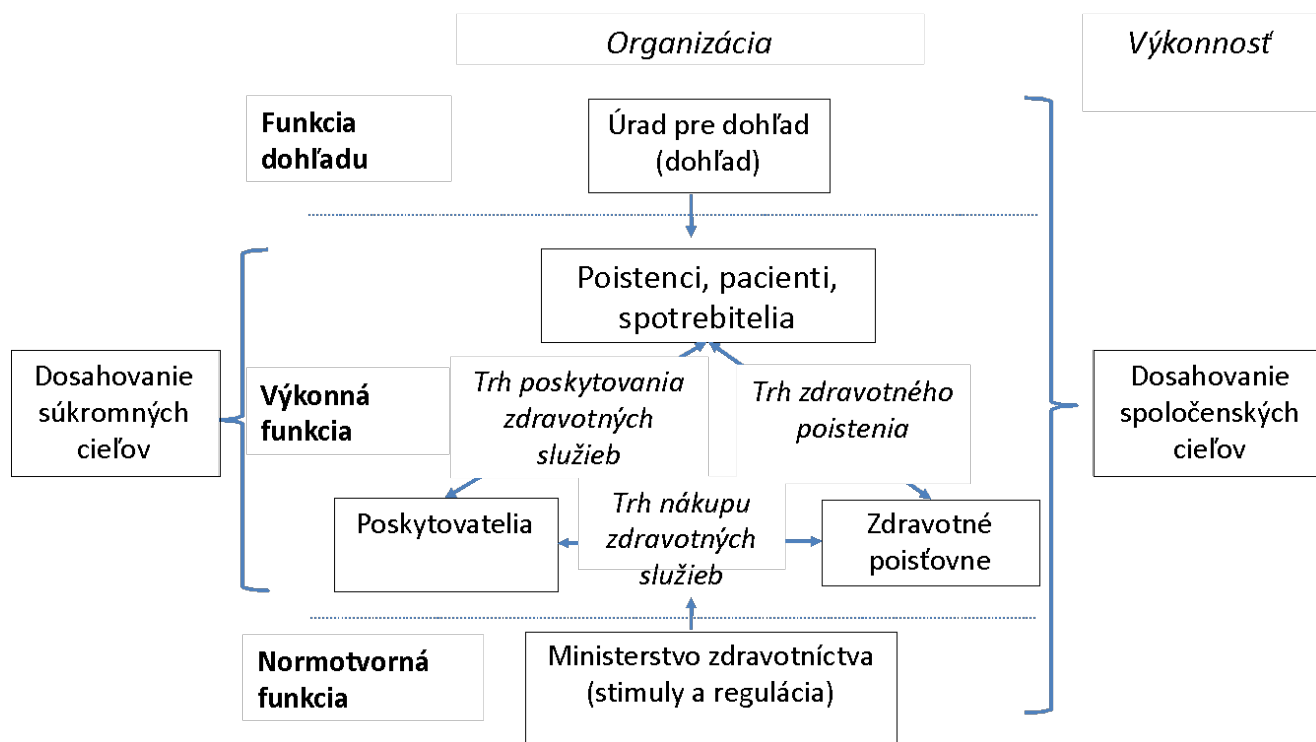 Organizácia
Výkonnosť
Funkcia
dohľadu
Úrad pre dohľad
(dohľad)
Poistenci, pacienti,
spotrebitelia
Dosahovanie
súkromných
cieľov
Výkonná
funkcia
Trh poskytovania
zdravotných
služieb
Trh zdravotného
poistenia
Dosahovanie
spoločenských
cieľov
Poskytovatelia
Trh nákupu
zdravotných
služieb
Zdravotné
poisťovne
Normotvorná
funkcia
Ministerstvo zdravotníctva
(stimuly a regulácia)